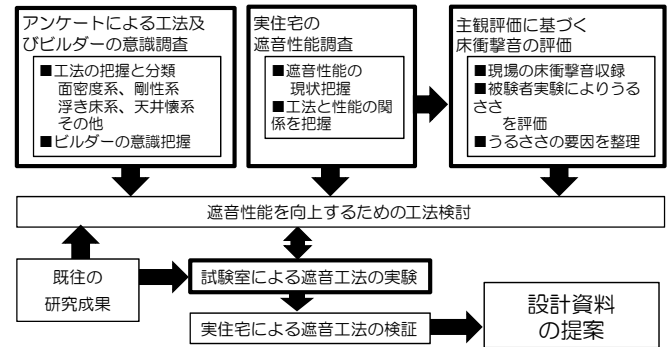 アンケートによる工法及
びビルダーの意識調査
■工法の把握と分類
面密度系、剛性系
浮き床系、天井懐系
その他
■ビルダーの意識把握
実住宅の
遮音性能調査
■遮音性能の
現状把握
■工法と性能の関
係を把握
主観評価に基づく
床衝撃音の評価
■現場の床衝撃音収録
■被験者実験によりうる
ささ
を評価
■うるささの要因を整理
遮音性能を向上するための工法検討
既往の
研究成果
試験室による遮音工法の実験
実住宅による遮音工法の検証
設計資料
の提案